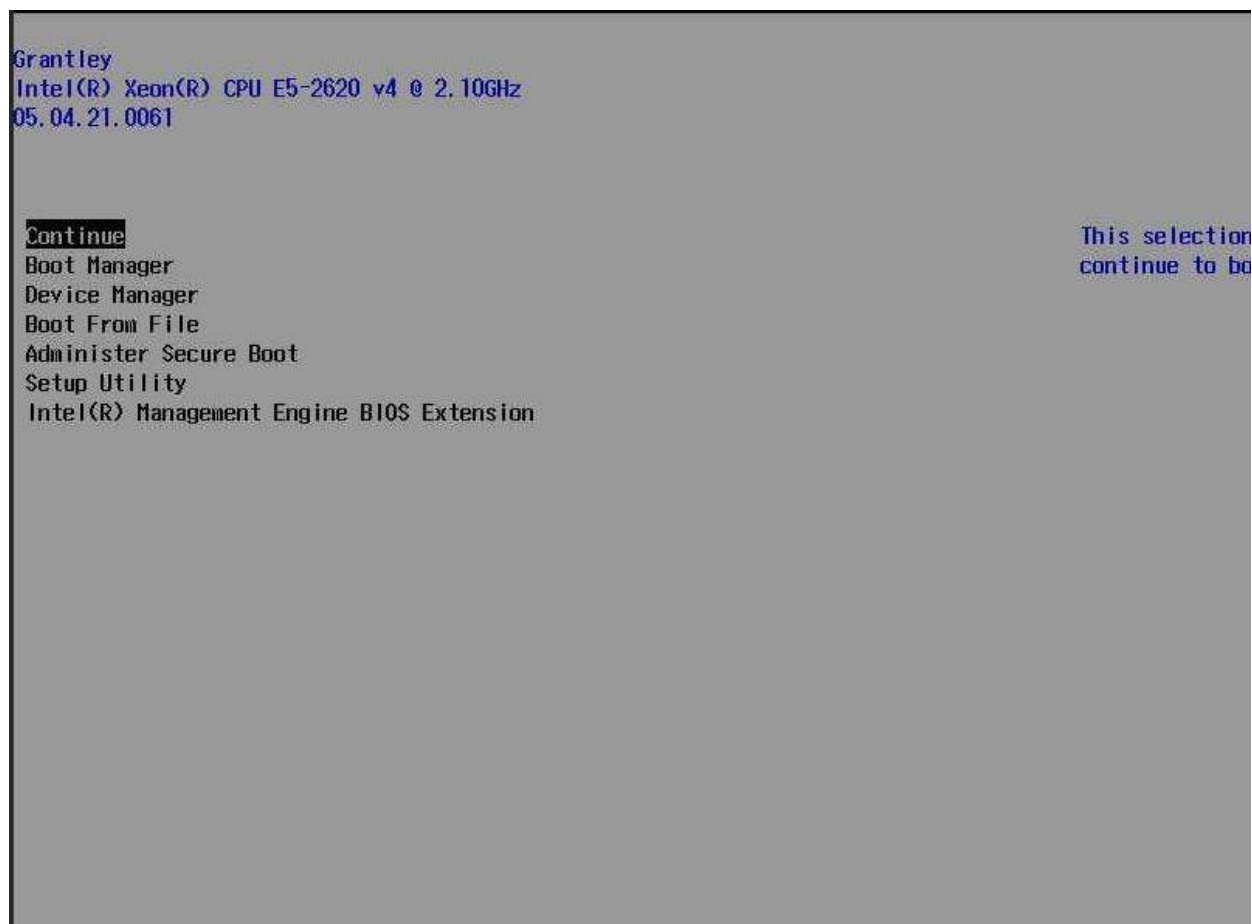 Grantley
Intel(R) Xeon(R) CPU E5-2620 v4 @ 2.10GHz
05.04.21.0061
Continue
Boot Manager
Device Manager
Boot From File
Administer Secure Boot
Setup Utility
Intel(R) Management Engine BIOS Extension
This selection
continue to bo